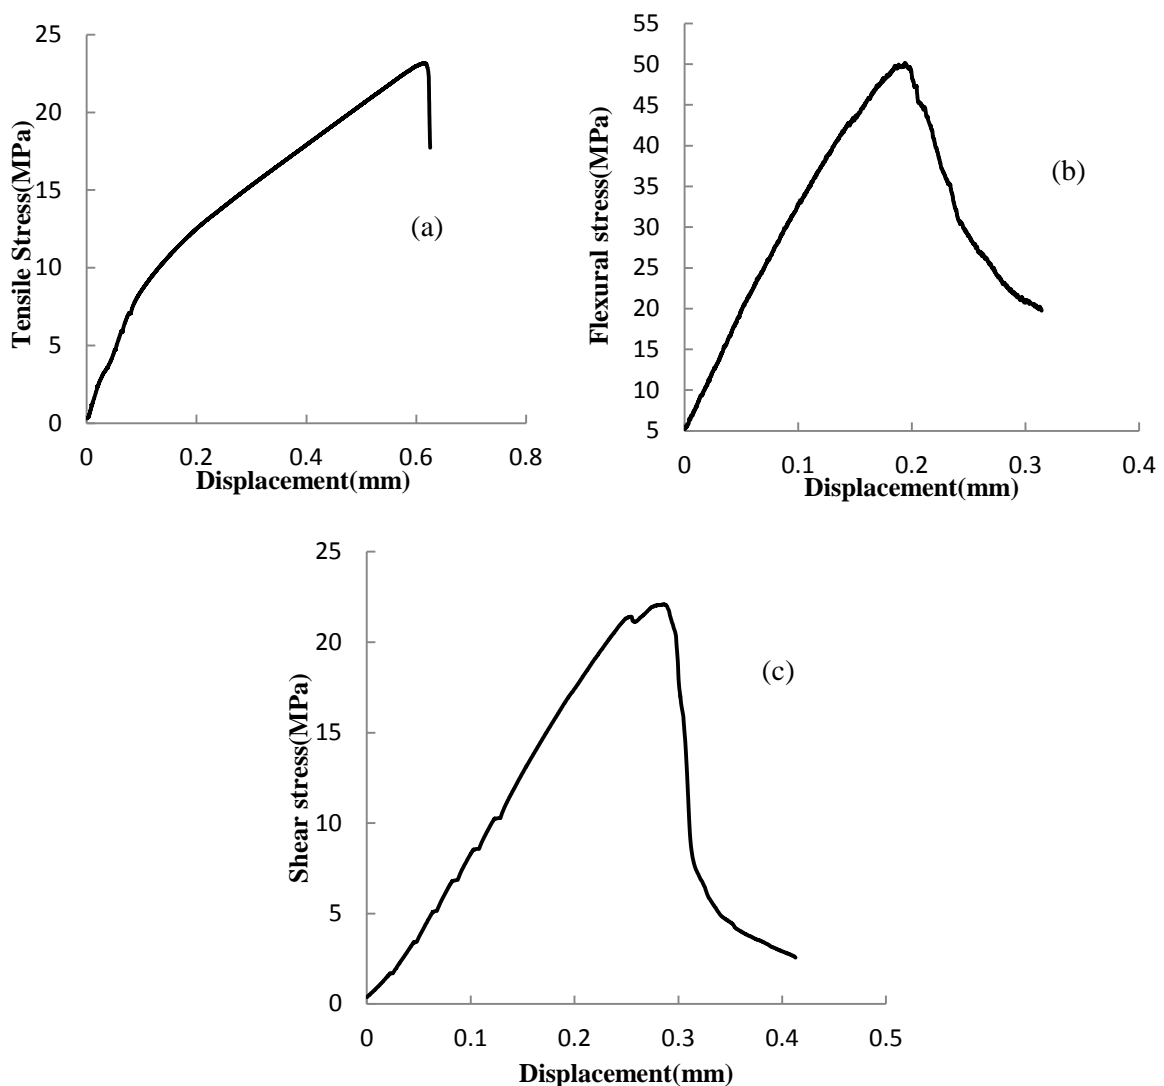 25
20
15
10
5
0
Tensile Stress(MPa)
(a)
0 0.2 0.4 0.6 0.8
Displacement(mm)
55
50
45
40
35
30
25
20
15
10
5
Flexural stress(MPa)
(b)
0 0.1 0.2 0.3 0.4
Displacement(mm)
25
20
15
10
5
0
Shear stress(MPa)
(c)
0 0.1 0.2 0.3 0.4 0.5
Displacement(mm)